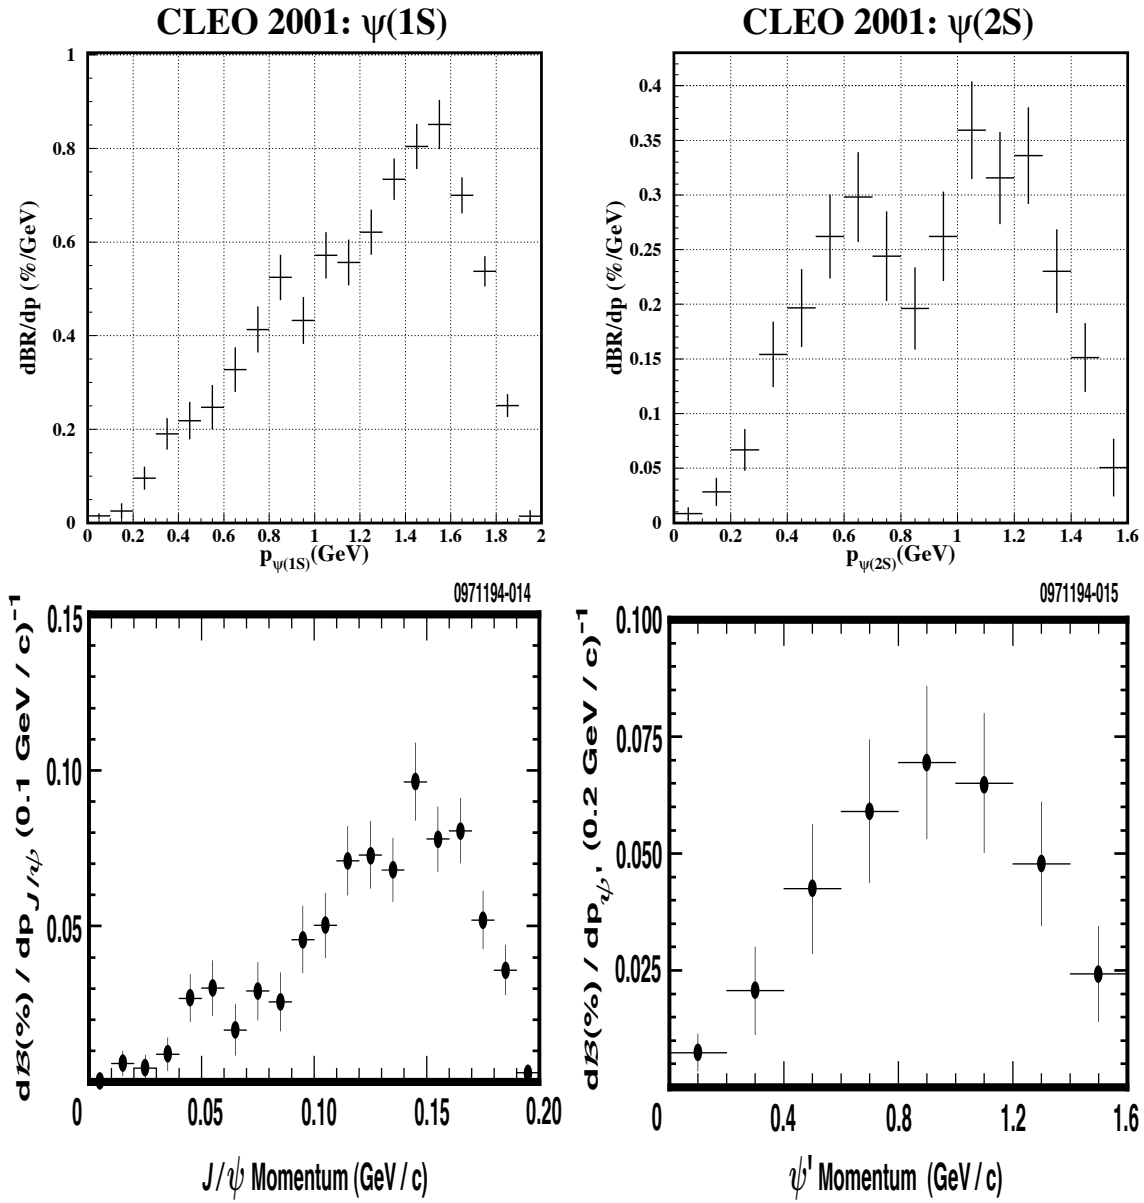 CLEO 2001: ψ(1S)
dBR/dp (%/GeV)
1
0.8
0.6
0.4
0.2
0
0 0.2 0.4 0.6 0.8 1 1.2 1.4 1.6 1.8 2
pψ(1S)(GeV)
CLEO 2001: ψ(2S)
dBR/dp (%/GeV)
0.4
0.35
0.3
0.25
0.2
0.15
0.1
0.05
0
0 0.2 0.4 0.6 0.8 1 1.2 1.4 1.6
pψ(2S)(GeV)
0971194-014
dB(%) / dpJ/ψ (0.1 GeV / c)−1
0.15
0.10
0.05
0 0.05 0.10 0.15 0.20
J/ψ Momentum (GeV / c)
0971194-015
dB(%) / dpψ' (0.2 GeV / c)−1
0.100
0.075
0.050
0.025
0 0.4 0.8 1.2 1.6
ψ' Momentum (GeV / c)